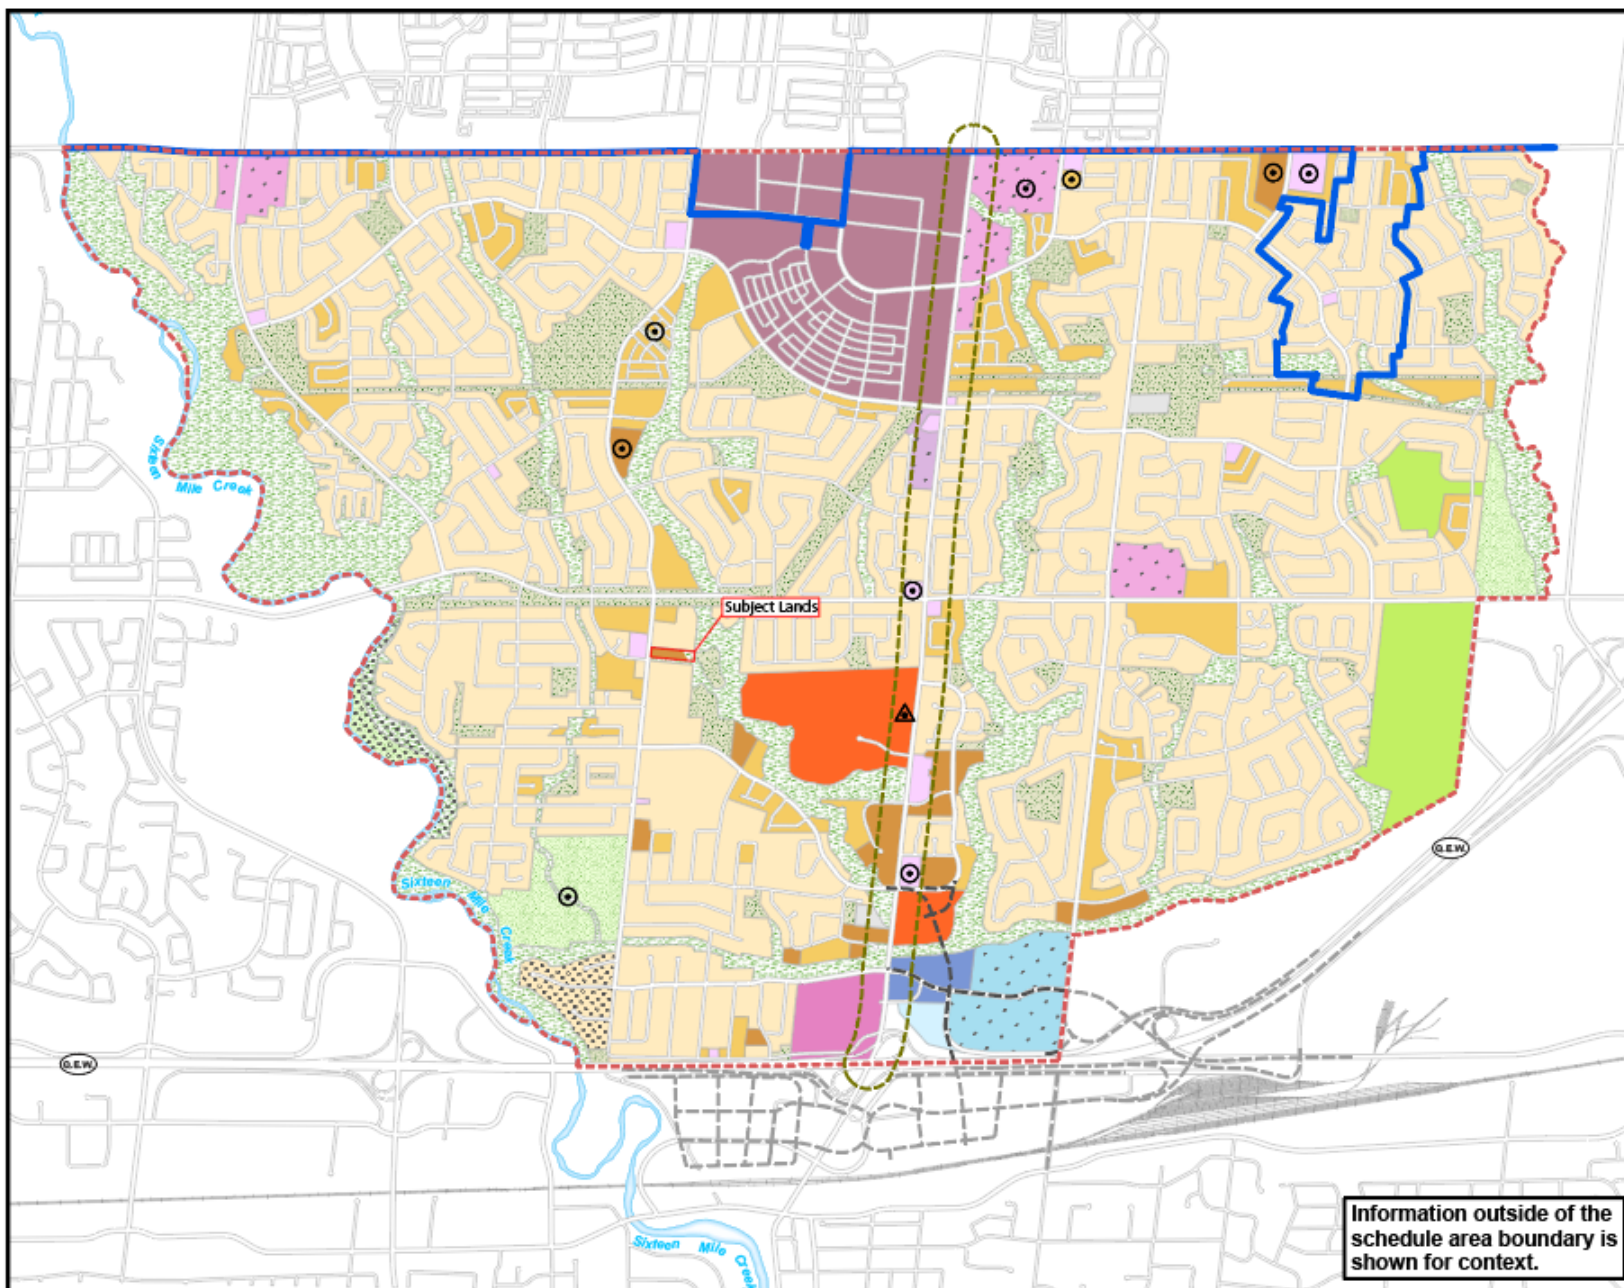 Sixteen
Mile Creek
Subject Lands
Q.E.W.
Sixteen
Mile
Creek
Q.E.W.
Information outside of the
schedule area boundary is
shown for context.
Sixteen Mile
Creek